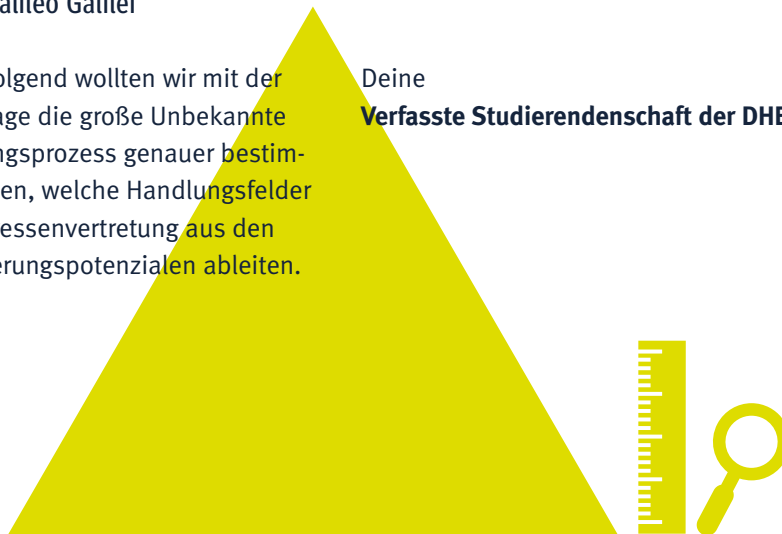 alileo Galilei
olgend wollten wir mit der
age die große Unbekannte
ngsprozess genauer bestim-
en, welche Handlungsfelder
essenvertretung aus den
erungspotenzialen ableiten.
Deine
Verfasste Studierendenschaft der DHB